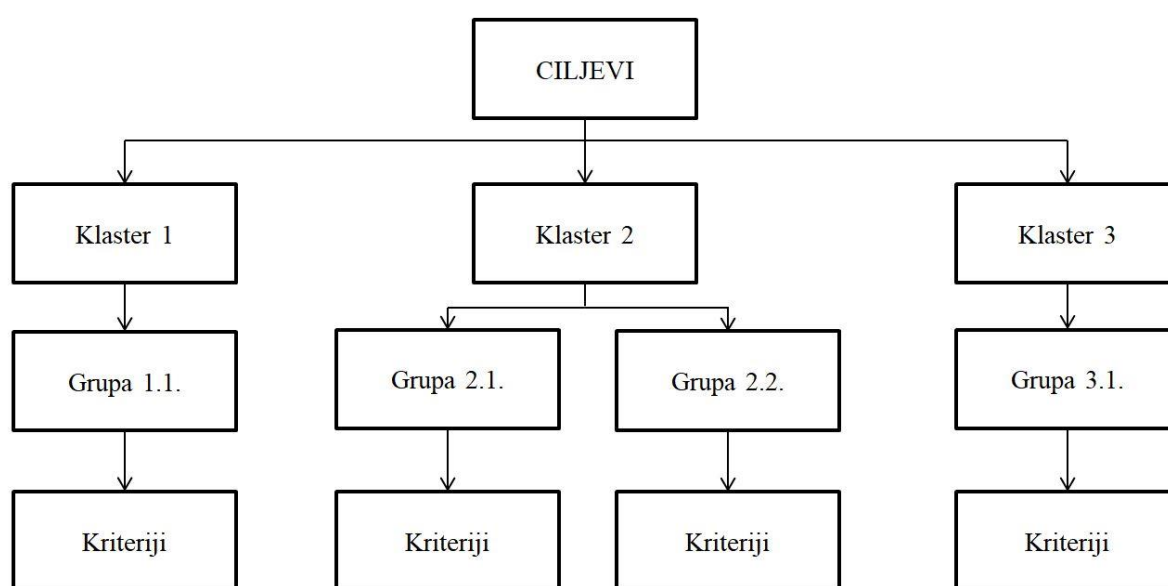 CILJEVI
Klaster 1
Klaster 2
Klaster 3
Grupa 1.1.
Grupa 2.1.
Grupa 2.2.
Grupa 3.1.
Kriteriji
Kriteriji
Kriteriji
Kriteriji